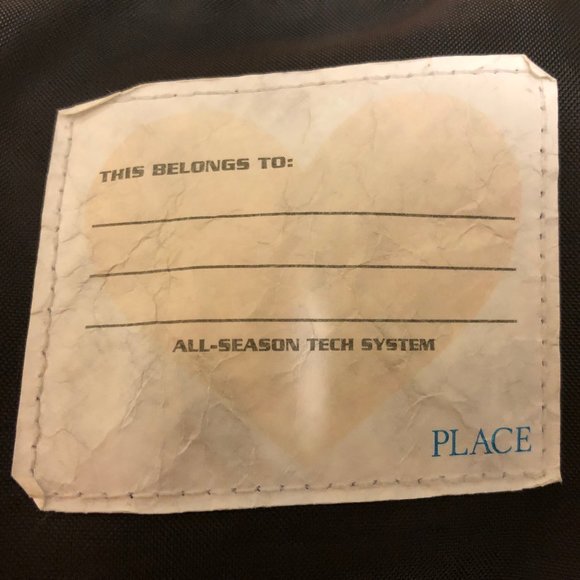 THIS BELONGS TO:
ALL-SEASON TECH SYSTEM
PLACE